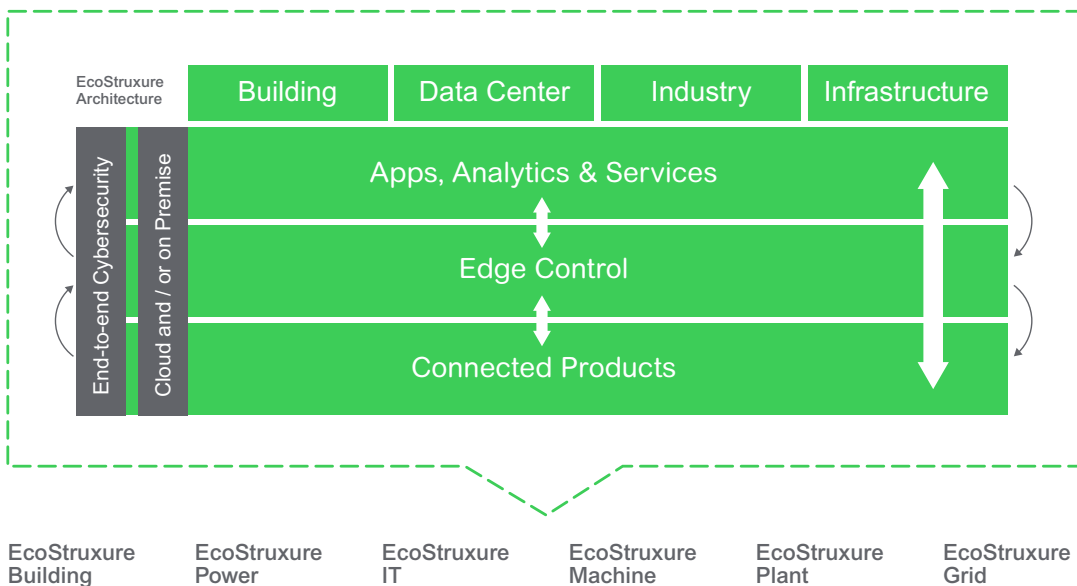 EcoStruxure
Architecture
Building
Data Center
Industry
Infrastructure
End-to-end Cybersecurity
Cloud and / or on Premise
Apps, Analytics & Services
Edge Control
Connected Products
EcoStruxure
Building
EcoStruxure
Power
EcoStruxure
IT
EcoStruxure
Machine
EcoStruxure
Plant
EcoStruxure
Grid